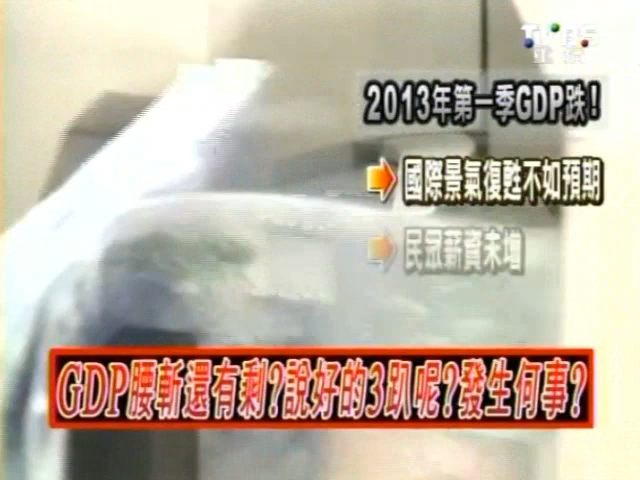 TVBS
2013年第一季GDP跌!
國際景氣復甦不如預期
民眾薪資未增
GDP腰斬還有剩?說好的3趴呢?發生何事?